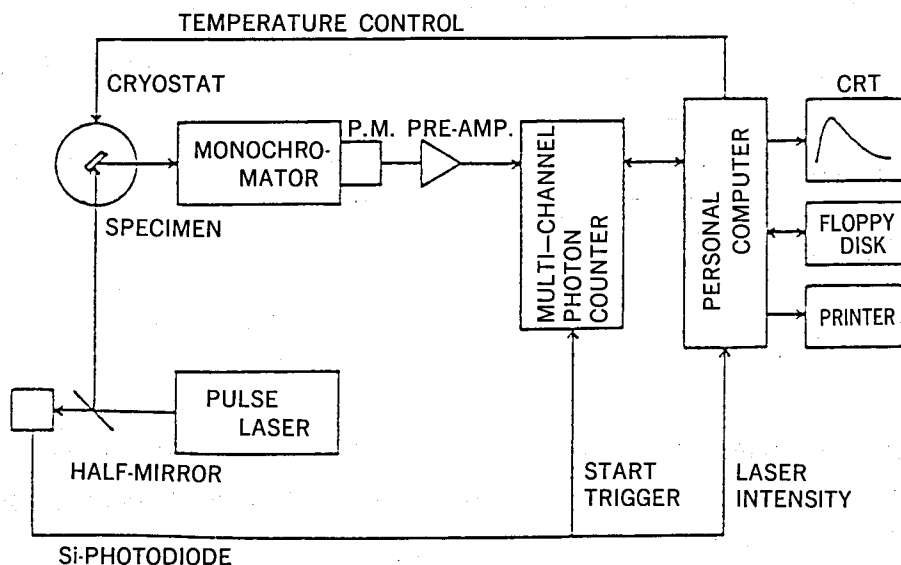 TEMPERATURE CONTROL
CRYOSTAT
CRT
P.M.
PRE-AMP.
MONOCHRO-
MATOR
SPECIMEN
MULTI—CHANNEL
PHOTON
COUNTER
PERSONAL
COMPUTER
FLOPPY
DISK
PRINTER
PULSE
LASER
HALF-MIRROR
START
TRIGGER
LASER
INTENSITY
Si-PHOTODIODE